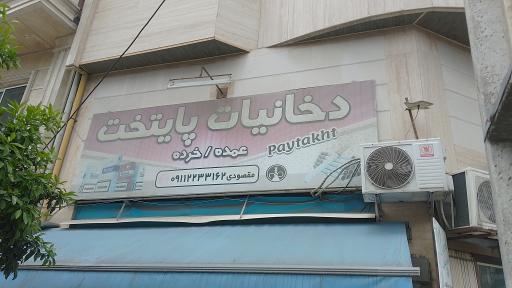 دخانیات پایتخت
عمده / خرده
Paytakht
مقصودی ۰۹۱۱۲۲۳۳۱۶۲